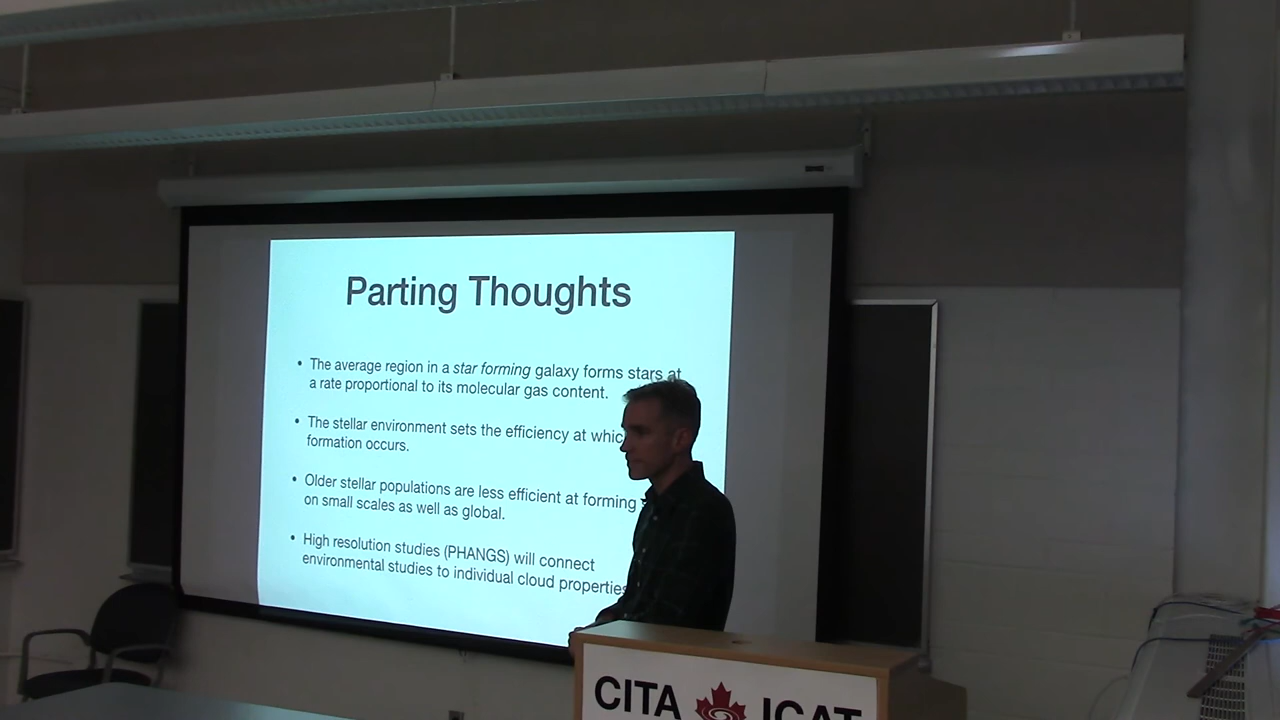 Parting Thoughts
• The average region in a star forming galaxy forms stars at
a rate proportional to its molecular gas content.
• The stellar environment sets the efficiency at which
formation occurs.
• Older stellar populations are less efficient at forming
on small scales as well as global.
• High resolution studies (PHANGS) will connect
environmental studies to individual cloud properties
CITA ICAT